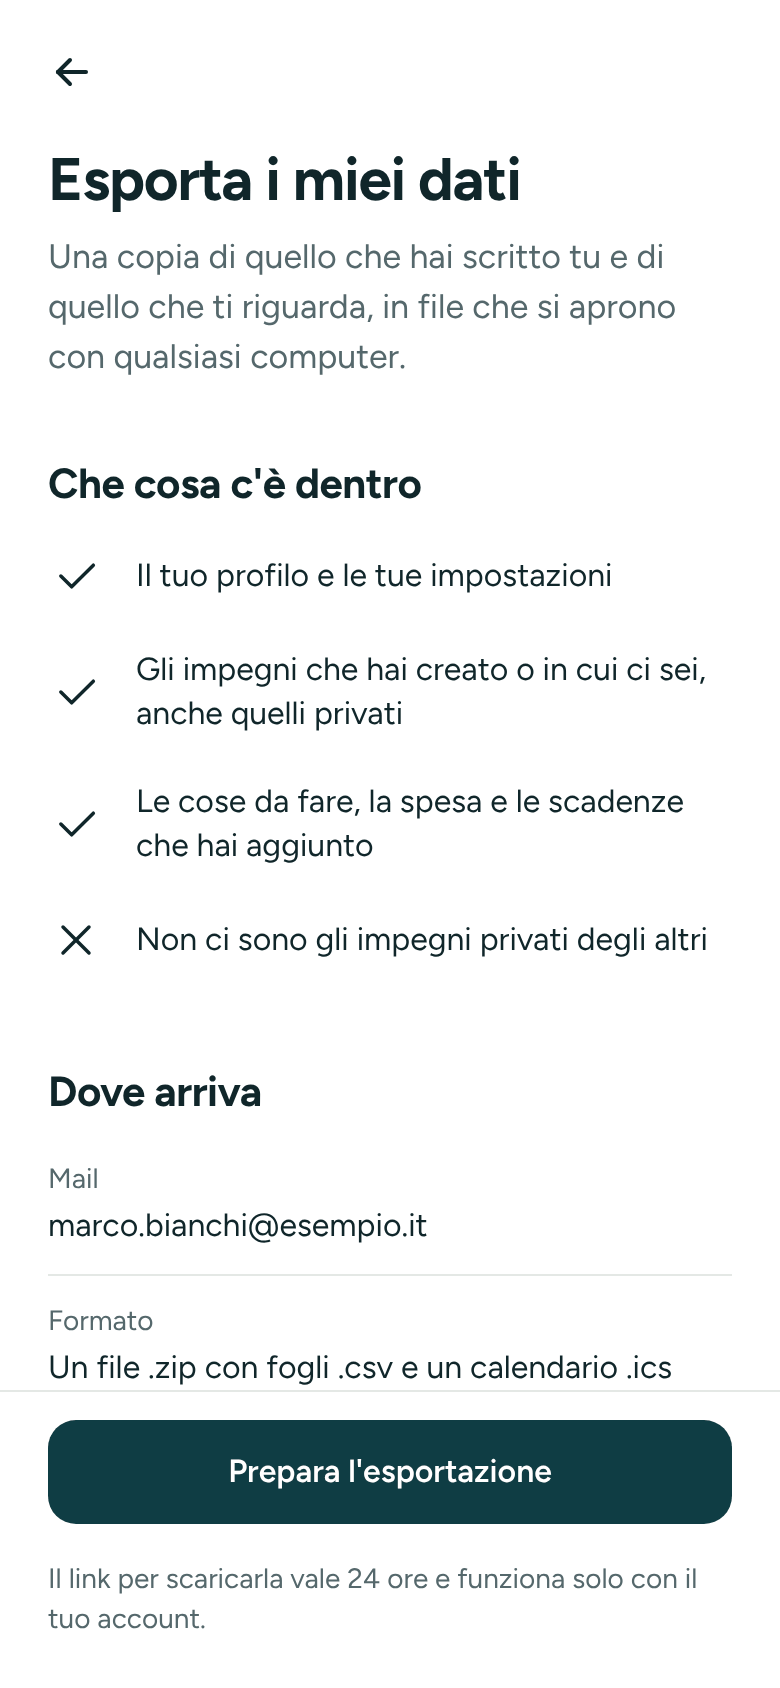 Esporta i miei dati
Una copia di quello che hai scritto tu e di
quello che ti riguarda, in file che si aprono
con qualsiasi computer.
Che cosa c'è dentro
Il tuo profilo e le tue impostazioni
Gli impegni che hai creato o in cui ci sei,
anche quelli privati
Le cose da fare, la spesa e le scadenze
che hai aggiunto
Non ci sono gli impegni privati degli altri
Dove arriva
Mail
marco.bianchi@esempio.it
Formato
Un file .zip con fogli .csv e un calendario .ics
Prepara l'esportazione
Il link per scaricarla vale 24 ore e funziona solo con il
tuo account.